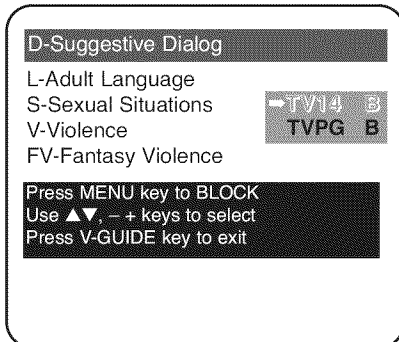 D-Suggestive Dialog
L-Adult Language
S-Sexual Situations
V-Violence
FV-Fantasy Violence
➡TV14 B
TVPG B
Press MENU key to BLOCK
Use ▲▼, – + keys to select
Press V-GUIDE key to exit